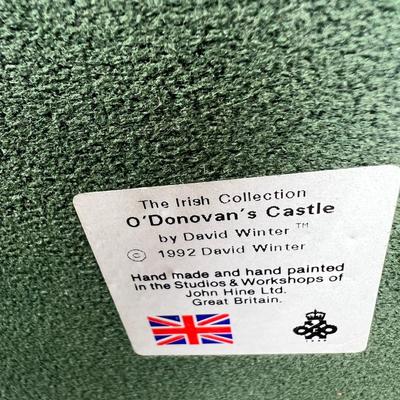 The Irish Collection
O'Donovan's Castle
by David Winter ™
© 1992 David Winter
Hand made and hand painted
in the Studios & Workshops of
John Hine Ltd.
Great Britain.